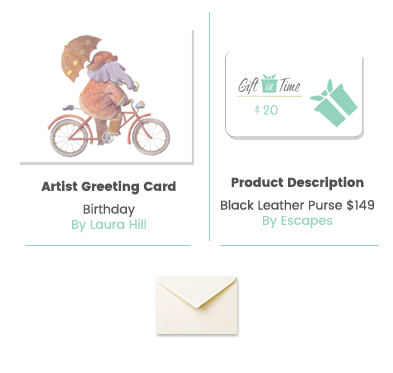 Gift in Time
$ 20
Artist Greeting Card
Birthday
By Laura Hill
Product Description
Black Leather Purse $149
By Escapes